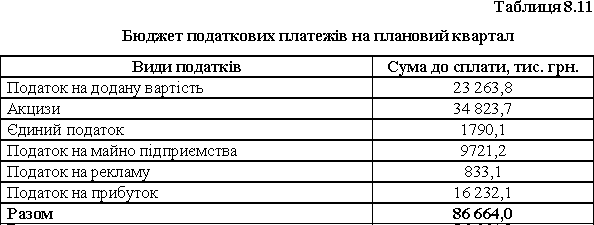 Таблиця 8.11
Бюджет податкових платежів на плановий квартал
Види податків Сума до сплати, тис. грн.
Податок на додану вартість 23 263,8
Акцизи 34 823,7
Єдиний податок 1790,1
Податок на майно підприємства 9721,2
Податок на рекламу 833,1
Податок на прибуток 16 232,1
Разом 86 664,0